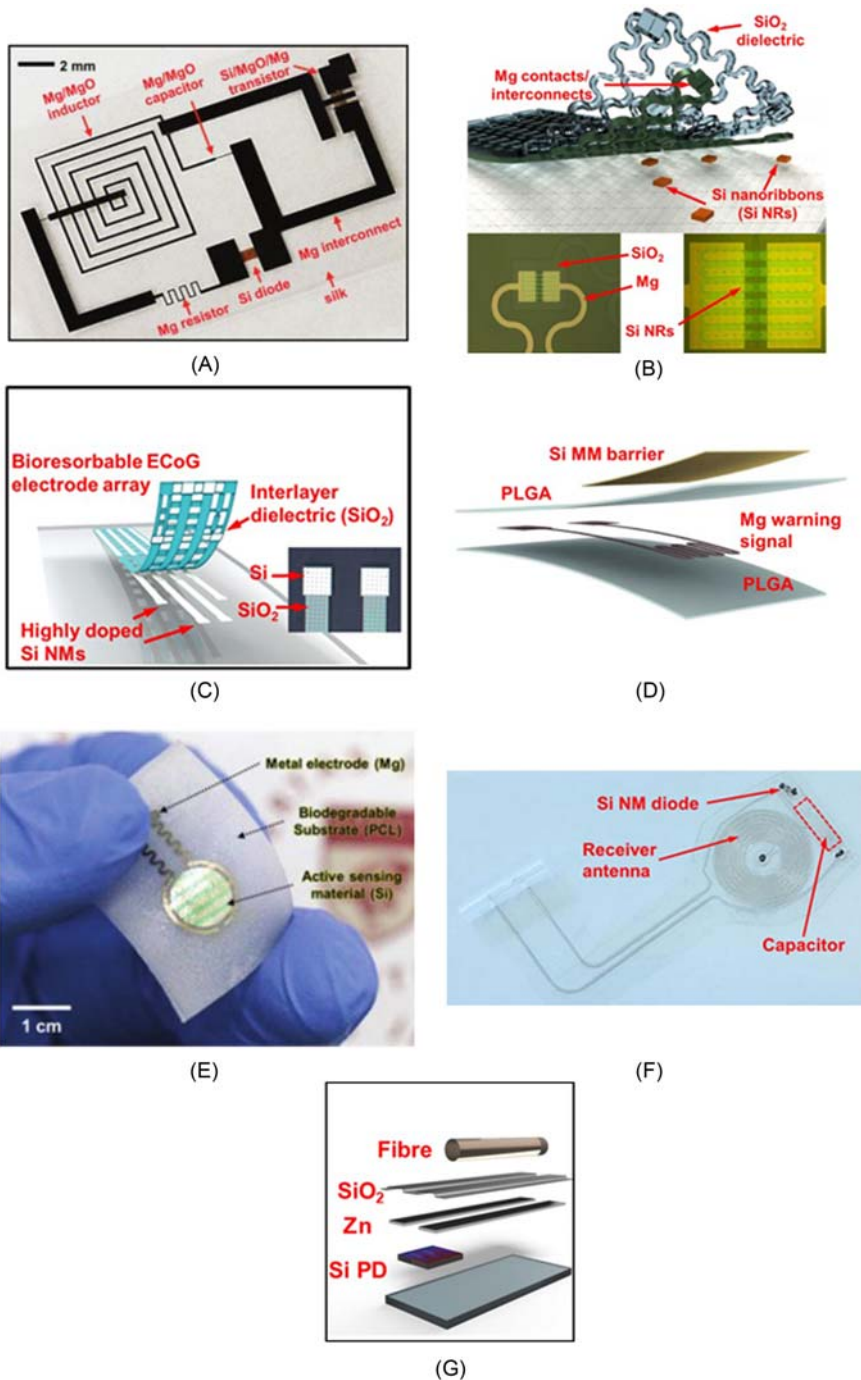 2 mm
Mg/MgO
inductor
Mg/MgO
capacitor
Si/MgO/Mg
transistor
Mg interconnect
silk
Si diode
Mg resistor
(A)
SiO₂
dielectric
Mg contacts/
interconnects
Si nanoribbons
(Si NRs)
SiO₂
Mg
Si NRs
(B)
Bioresorbable ECoG
electrode array
Interlayer
dielectric (SiO₂)
Si
SiO₂
Highly doped
Si NMs
(C)
Si MM barrier
PLGA
Mg warning
signal
PLGA
(D)
Metal electrode (Mg)
Biodegradable
Substrate (PCL)
Active sensing
material (Si)
1 cm
(E)
Si NM diode
Receiver
antenna
Capacitor
(F)
Fibre
SiO₂
Zn
Si PD
(G)